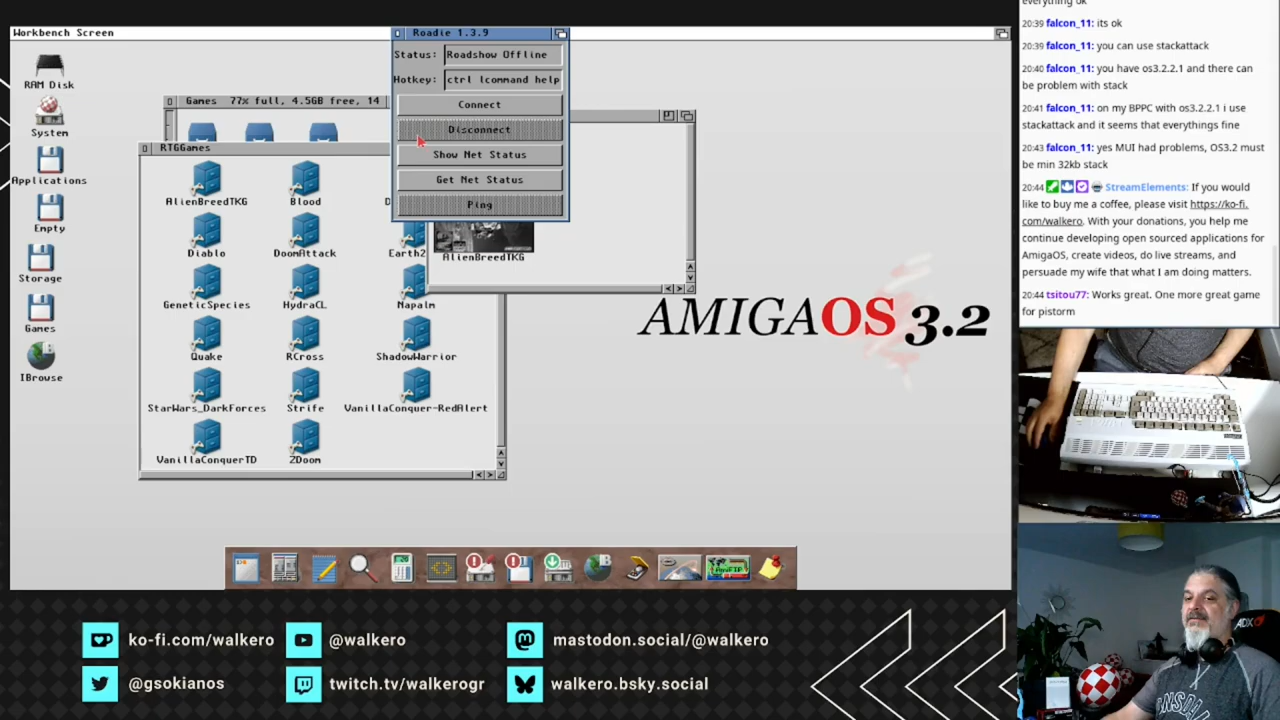 Workbench Screen
Roadie 1.3.9
Status: Roadshow Offline
Hotkey: ctrl lcommand help
Connect
Disconnect
Show Net Status
Get Net Status
Ping
RAM Disk
System
Applications
Empty
Storage
Games
IBrowse
Games 77% full, 4.5GB free, 14
RTGGames
AlienBreedTKG
Blood
Diablo
DoomAttack
Earth2
GeneticSpecies
HydraCL
Napalm
Quake
RCross
ShadowWarrior
StarWars_DarkForces
Strife
VanillaConquer-RedAlert
VanillaConquerTD
ZDoom
AlienBreedTKG
AMIGAOS 3.2
everything ok
20:39 falcon_11: its ok
20:39 falcon_11: you can use stackattack
20:40 falcon_11: you have os3.2.2.1 and there can
be problem with stack
20:41 falcon_11: on my BPPC with os3.2.2.1 i use
stackattack and it seems that everythings fine
20:43 falcon_11: yes MUI had problems, OS3.2 must
be min 32kb stack
20:44 StreamElements: If you would
like to buy me a coffee, please visit https://ko-fi.
com/walkero. With your donations, you help me
continue developing open sourced applications for
AmigaOS, create videos, do live streams, and
persuade my wife that what I am doing matters.
20:44 tsitou77: Works great. One more great game
for pistorm
ko-fi.com/walkero
@walkero
mastodon.social/@walkero
@gsokianos
twitch.tv/walkerogr
walkero.bsky.social